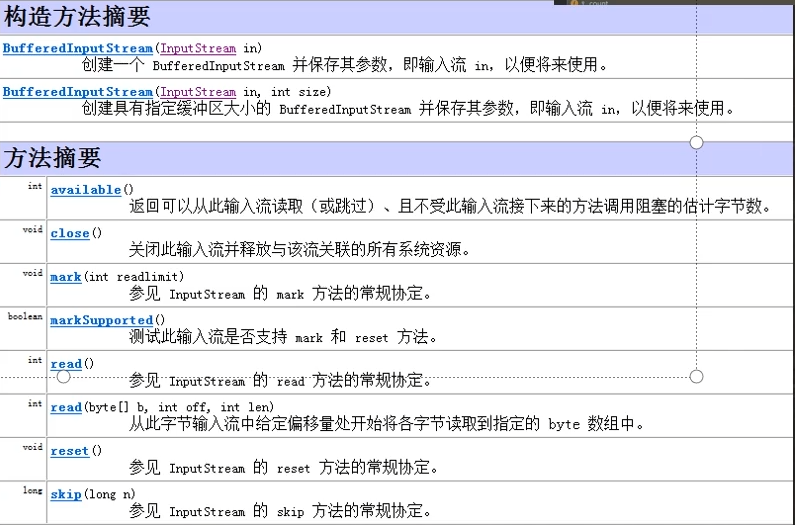 t_count
构造方法摘要
BufferedInputStream(InputStream in)
创建一个 BufferedInputStream 并保存其参数，即输入流 in，以便将来使用。
BufferedInputStream(InputStream in, int size)
创建具有指定缓冲区大小的 BufferedInputStream 并保存其参数，即输入流 in，以便将来使用。
方法摘要
int available()
返回可以从此输入流读取（或跳过）、且不受此输入流接下来的方法调用阻塞的估计字节数。
void close()
关闭此输入流并释放与该流关联的所有系统资源。
void mark(int readlimit)
参见 InputStream 的 mark 方法的常规协定。
boolean markSupported()
测试此输入流是否支持 mark 和 reset 方法。
int read()
参见 InputStream 的 read 方法的常规协定。
int read(byte[] b, int off, int len)
从此字节输入流中给定偏移量处开始将各字节读取到指定的 byte 数组中。
void reset()
参见 InputStream 的 reset 方法的常规协定。
long skip(long n)
参见 InputStream 的 skip 方法的常规协定。